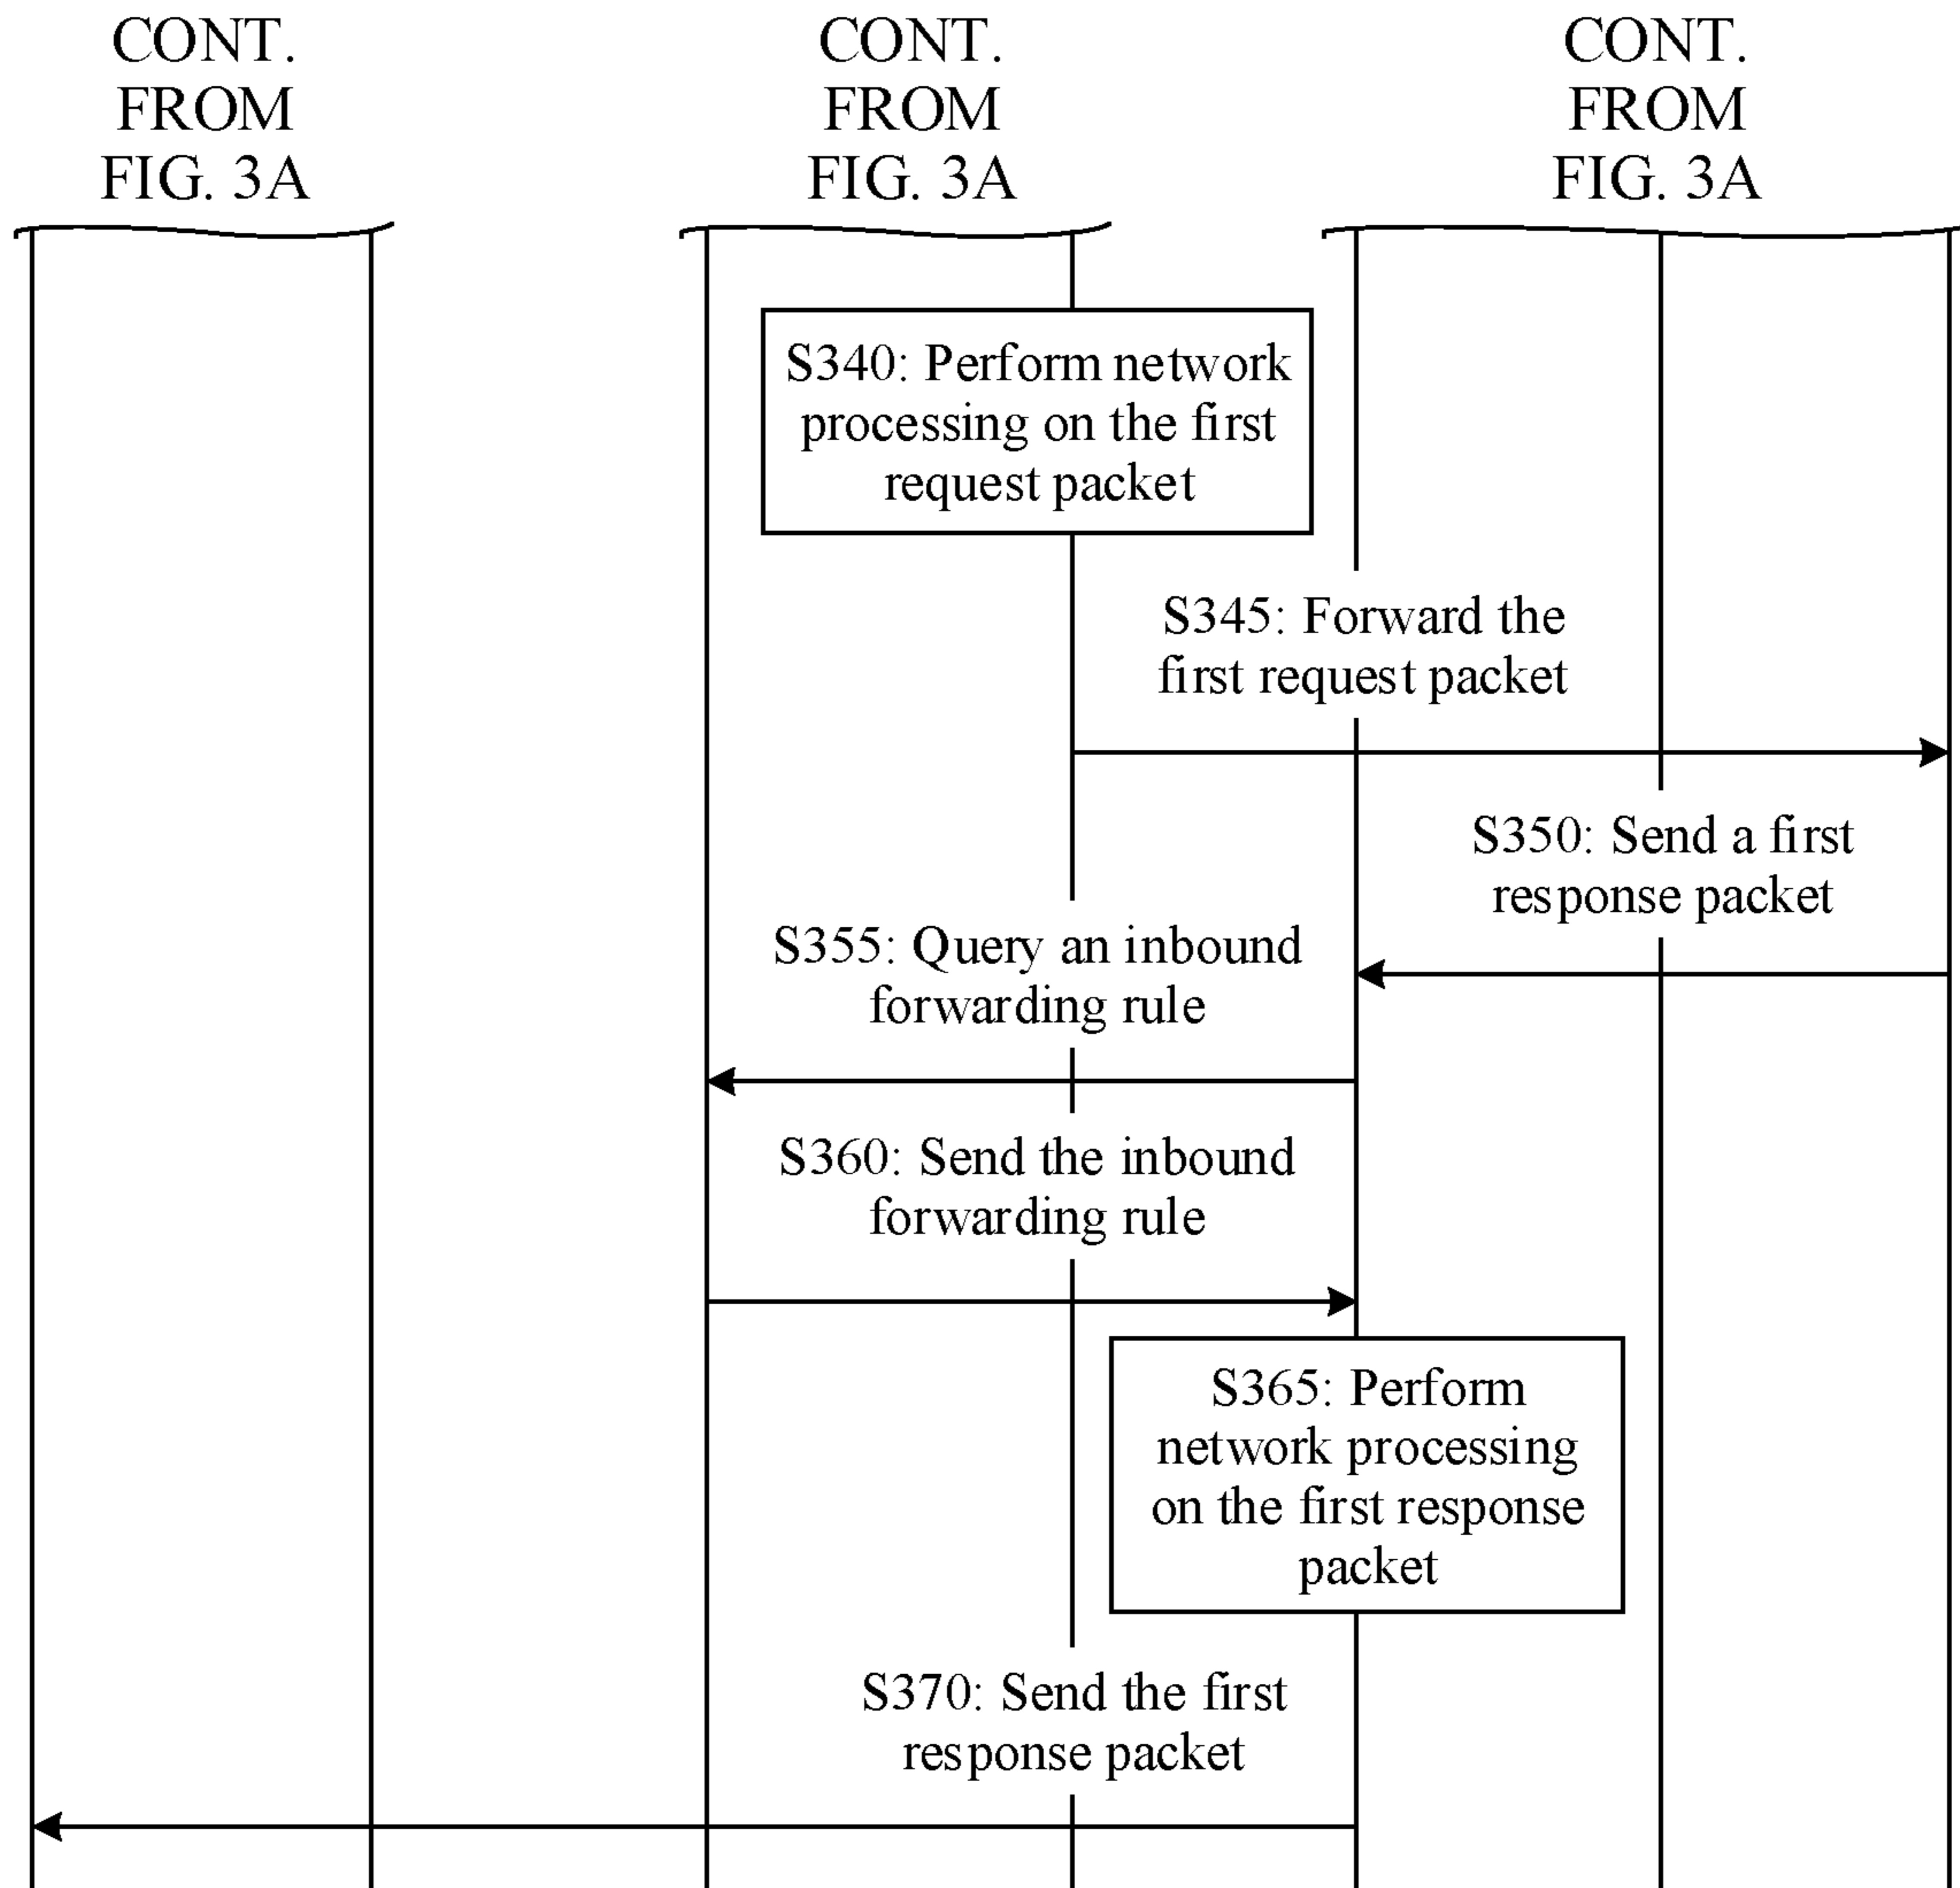 CONT.
FROM
FIG. 3A
CONT.
FROM
FIG. 3A
CONT.
FROM
FIG. 3A
S340: Perform network
processing on the first
request packet
S345: Forward the
first request packet
S350: Send a first
response packet
S355: Query an inbound
forwarding rule
S360: Send the inbound
forwarding rule
S365: Perform
network processing
on the first response
packet
S370: Send the first
response packet